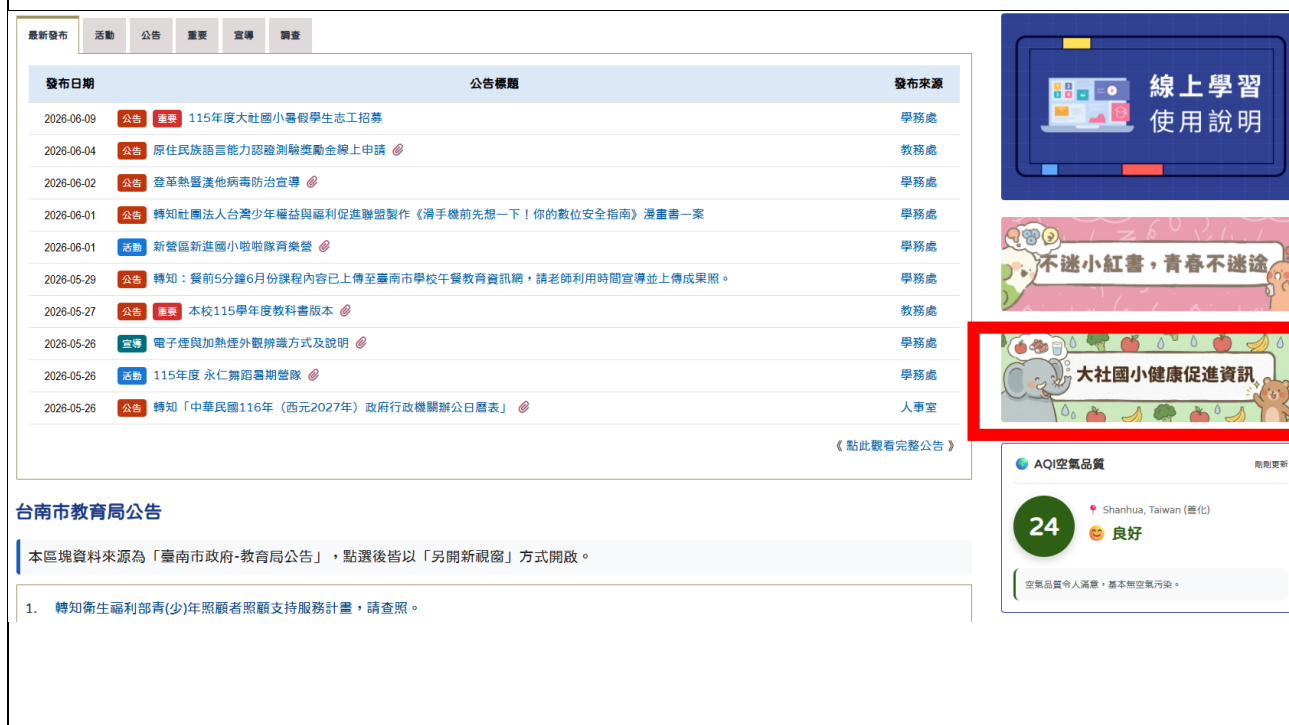 最新發布 活動 公告 重要 宣導 調查
發布日期 公告標題 發布來源
2026-06-09 公告 重要 115年度大社國小暑假學生志工招募 學務處
2026-06-04 公告 原住民族語言能力認證測驗獎勵金線上申請 教務處
2026-06-02 公告 登革熱暨漢他病毒防治宣導 學務處
2026-06-01 公告 轉知社團法人台灣少年權益與福利促進聯盟製作《滑手機前先想一下！你的數位安全指南》漫畫書一案 學務處
2026-06-01 活動 新營區新進國小啦啦隊育樂營 學務處
2026-05-29 公告 轉知：餐前5分鐘6月份課程內容已上傳至臺南市學校午餐教育資訊網，請老師利用時間宣導並上傳成果照。 學務處
2026-05-27 公告 重要 本校115學年度教科書版本 教務處
2026-05-26 宣導 電子煙與加熱煙外觀辨識方式及說明 學務處
2026-05-26 活動 115年度 永仁舞蹈暑期營隊 學務處
2026-05-26 公告 轉知「中華民國116年（西元2027年）政府行政機關辦公日曆表」 人事室
《 點此觀看完整公告 》
台南市教育局公告
本區塊資料來源為「臺南市政府-教育局公告」，點選後皆以「另開新視窗」方式開啟。
1. 轉知衛生福利部青(少)年照顧者照顧支持服務計畫，請查照。
線上學習
使用說明
不迷小紅書，青春不迷途
大社國小健康促進資訊
AQI空氣品質 剛剛更新
24
Shanhua, Taiwan (善化)
良好
空氣品質令人滿意，基本無空氣污染。